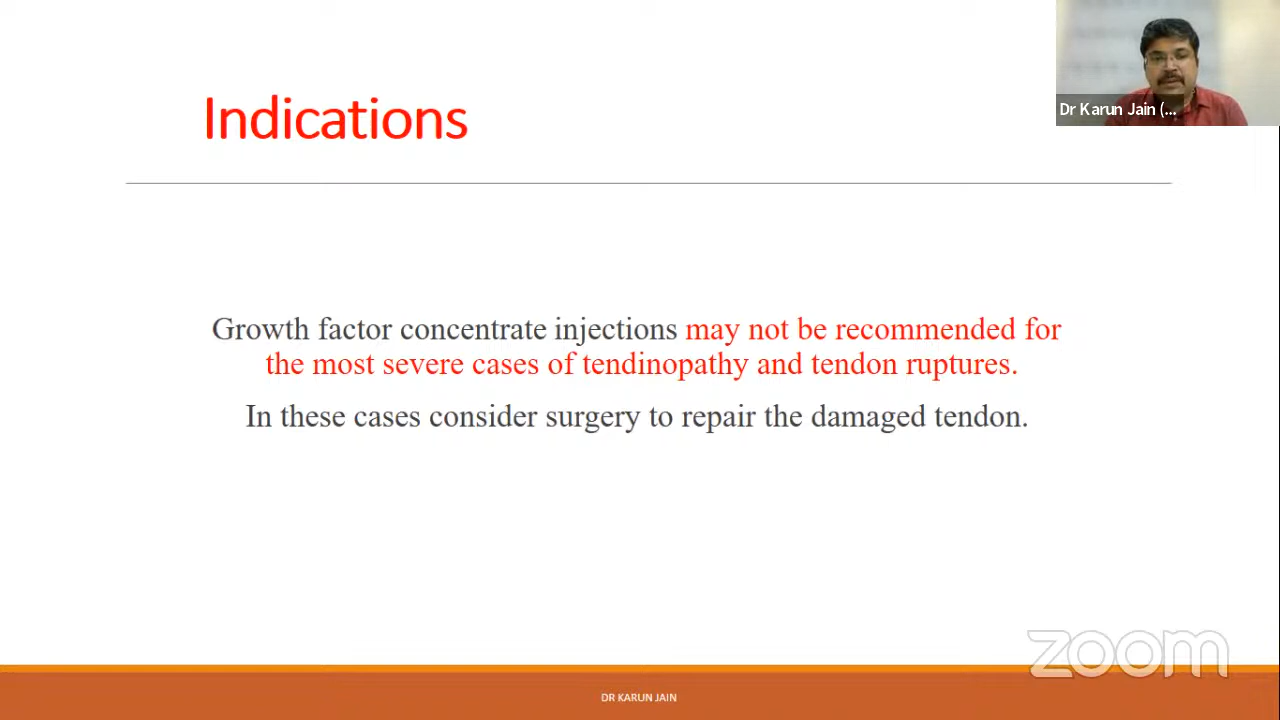 Indications
Dr Karun Jain (...
Growth factor concentrate injections may not be recommended for
the most severe cases of tendinopathy and tendon ruptures.
In these cases consider surgery to repair the damaged tendon.
zoom
DR KARUN JAIN